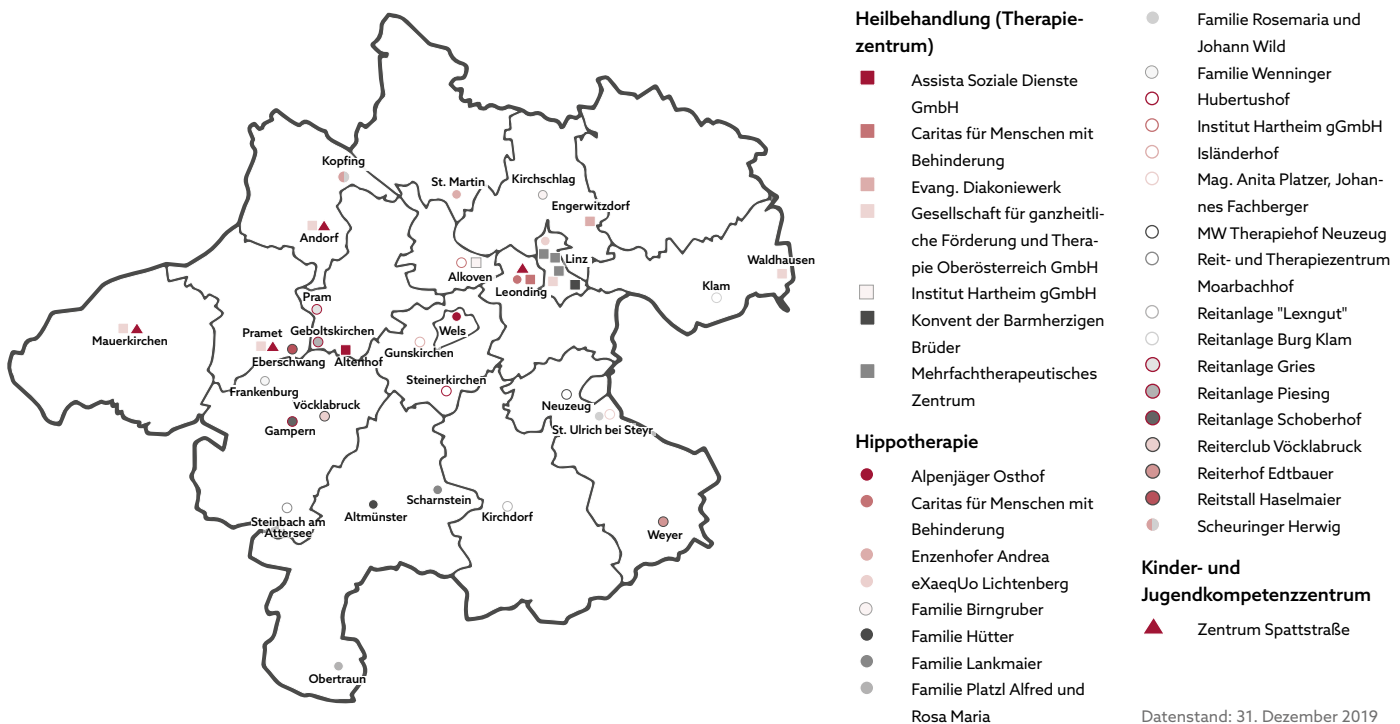 Kopfing
St. Martin
Kirchschlag
Engerwitzdorf
Andorf
Linz
Waldhausen
Alkoven
Leonding
Klam
Pram
Mauerkirchen
Pramet
Geboltskirchen
Wels
Eberschwang
Altenhof
Gunskirchen
Frankenburg
Steinerkirchen
Vöcklabruck
Neuzeug
Gampern
St. Ulrich bei Steyr
Scharnstein
Steinbach am
Attersee
Altmünster
Kirchdorf
Weyer
Obertraun
Heilbehandlung (Therapie-
zentrum)
Assista Soziale Dienste
GmbH
Caritas für Menschen mit
Behinderung
Evang. Diakoniewerk
Gesellschaft für ganzheitli-
che Förderung und Thera-
pie Oberösterreich GmbH
Institut Hartheim gGmbH
Konvent der Barmherzigen
Brüder
Mehrfachtherapeutisches
Zentrum
Hippotherapie
Alpenjäger Osthof
Caritas für Menschen mit
Behinderung
Enzenhofer Andrea
eXaeqUo Lichtenberg
Familie Birngruber
Familie Hütter
Familie Lankmaier
Familie Platzl Alfred und
Rosa Maria
Familie Rosemaria und
Johann Wild
Familie Wenninger
Hubertushof
Institut Hartheim gGmbH
Isländerhof
Mag. Anita Platzer, Johan-
nes Fachberger
MW Therapiehof Neuzeug
Reit- und Therapiezentrum
Moarbachhof
Reitanlage "Lexngut"
Reitanlage Burg Klam
Reitanlage Gries
Reitanlage Piesing
Reitanlage Schoberhof
Reiterclub Vöcklabruck
Reiterhof Edtbauer
Reitstall Haselmaier
Scheuringer Herwig
Kinder- und
Jugendkompetenzzentrum
Zentrum Spattstraße
Datenstand: 31. Dezember 2019